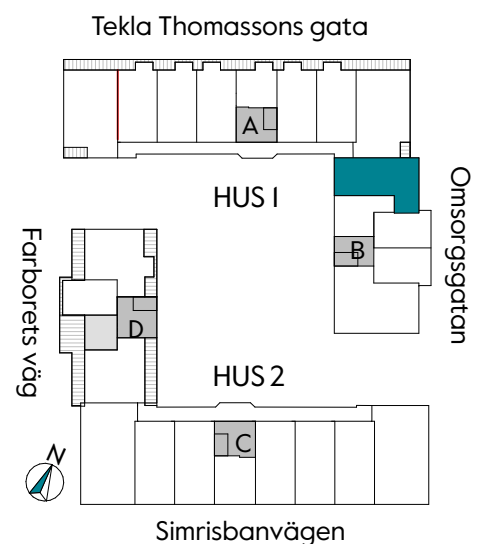 Tekla Thomassons gata
A
HUS 1
Omsorgsgatan
B
Farborets väg
D
HUS 2
C
N
Simrisbanvägen